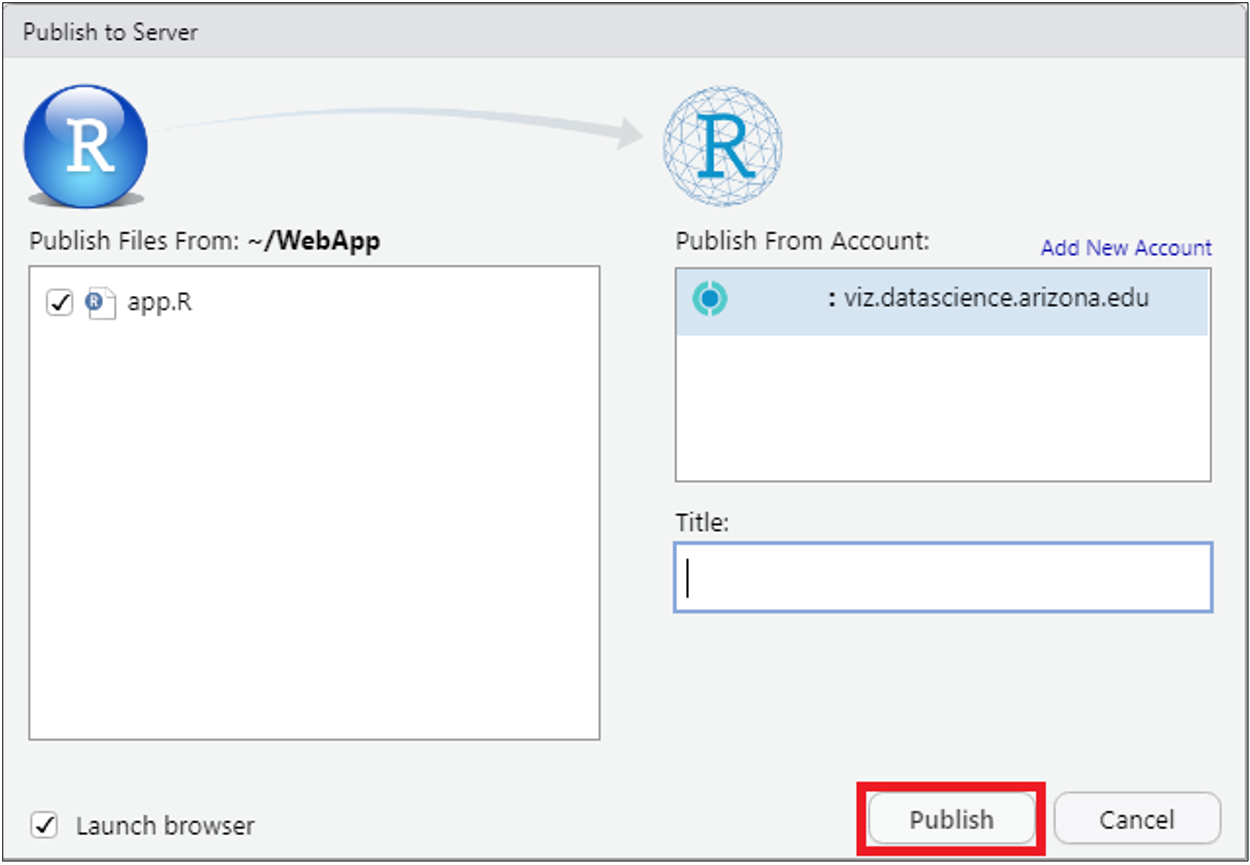 Publish to Server
R
R
Publish Files From: ~/WebApp
Publish From Account:
Add New Account
R app.R
: viz.datascience.arizona.edu
Title:
Launch browser
Publish
Cancel